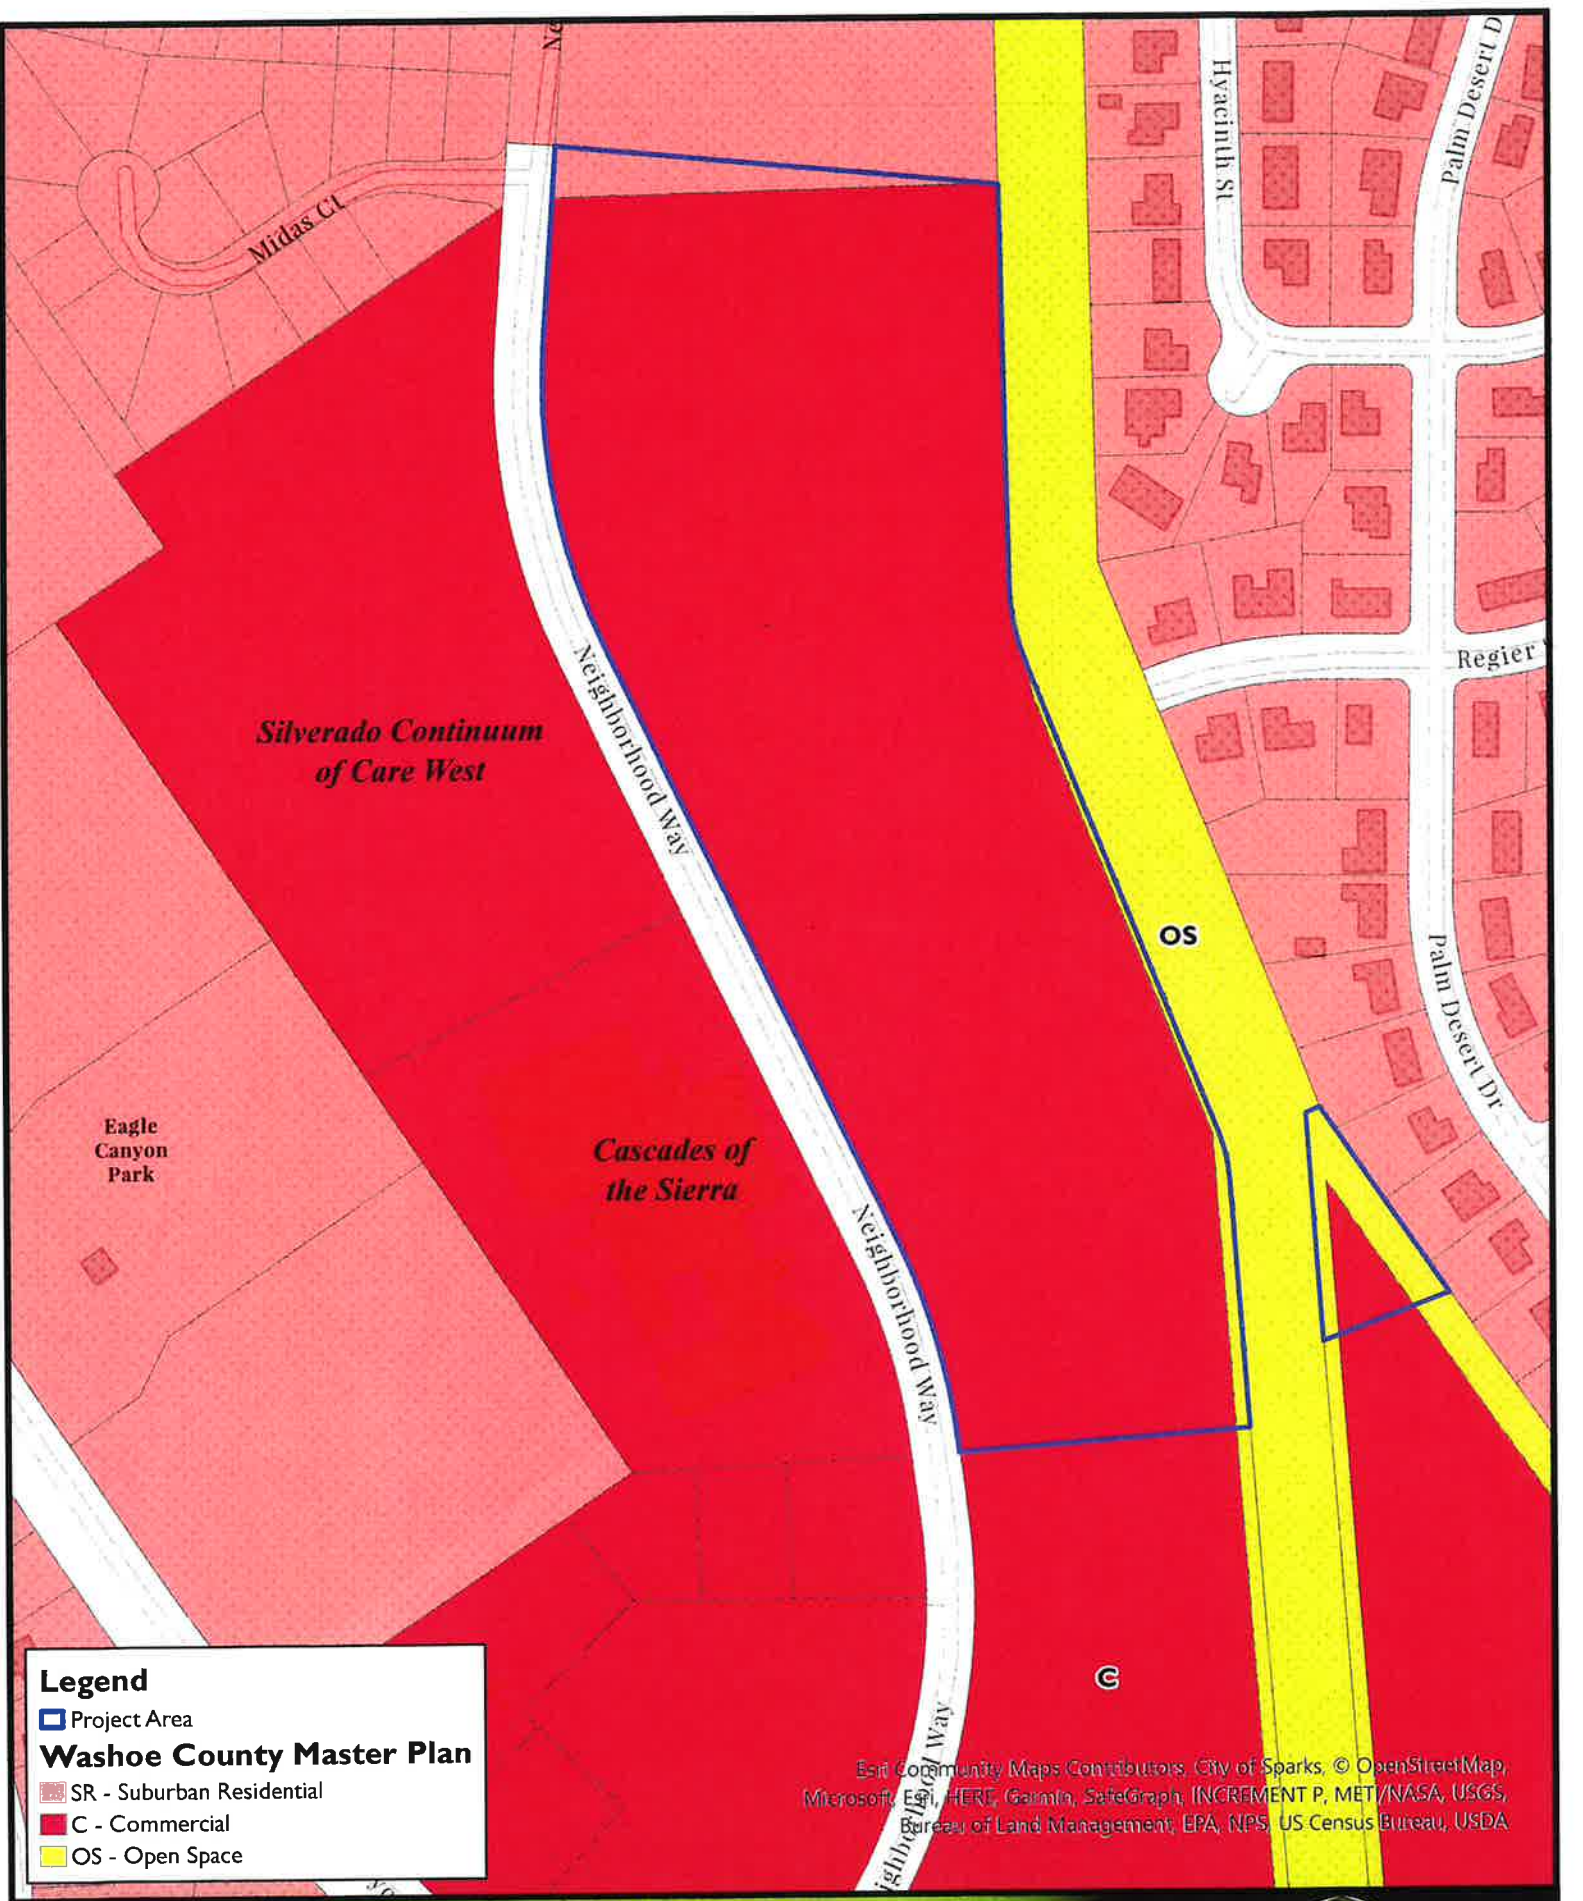 Hyacinth St
Palm Desert D
Midas Ct
Neighborhood Way
Regier
Silverado Continuum
of Care West
OS
Palm Desert Dr
Eagle
Canyon
Park
Cascades of
the Sierra
Neighborhood Way
C
ighborhood Way
Legend
Project Area
Washoe County Master Plan
SR - Suburban Residential
C - Commercial
OS - Open Space
Esri Community Maps Contributors, City of Sparks, © OpenStreetMap,
Microsoft, Esri, HERE, Garmin, SafeGraph, INCREMENT P, METI/NASA, USGS,
Bureau of Land Management, EPA, NPS, US Census Bureau, USDA